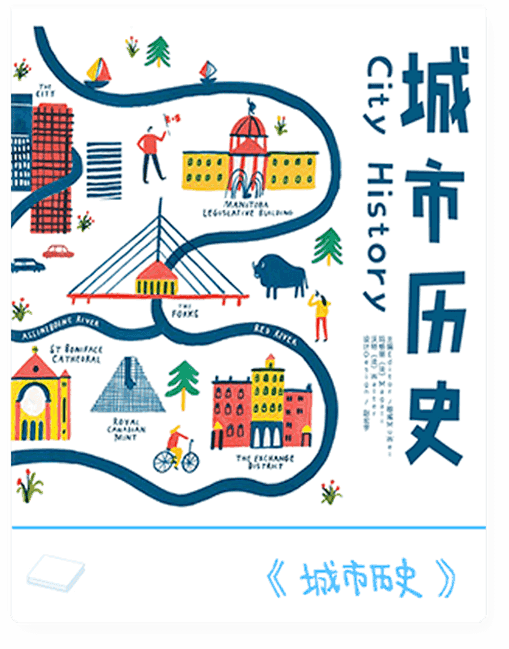 城市历史
City History
THE
CITY
MANITOBA
LEGISLATIVE BUILDING
THE
FORKS
ASSINIBOINE RIVER
RED RIVER
ST BONIFACE
CATHEDRAL
ROYAL
CANADIAN
MINT
THE EXCHANGE
DISTRICT
《城市历史》